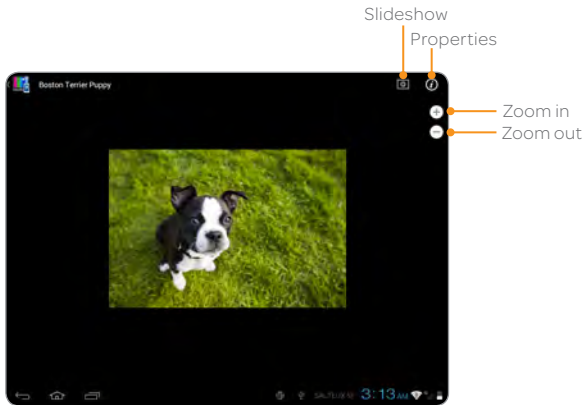 Slideshow
Properties
Boston Terrier Puppy
Zoom in
Zoom out
3:13 AM